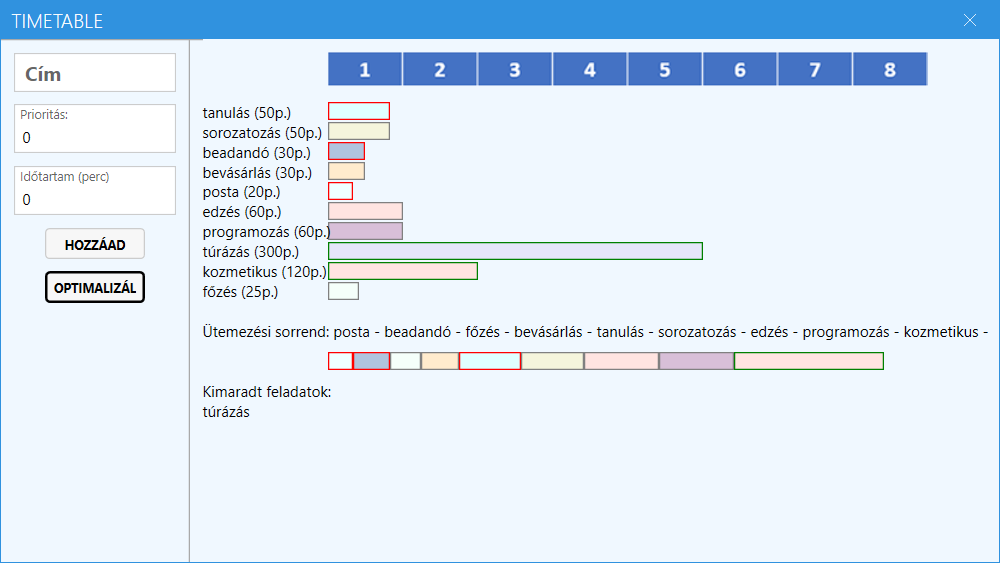 TIMETABLE
Cím
Prioritás:
0
Időtartam (perc)
0
HOZZÁAD
OPTIMALIZÁL
1 2 3 4 5 6 7 8
tanulás (50p.)
sorozatozás (50p.)
beadandó (30p.)
bevásárlás (30p.)
posta (20p.)
edzés (60p.)
programozás (60p.)
túrázás (300p.)
kozmetikus (120p.)
főzés (25p.)
Ütemezési sorrend: posta - beadandó - főzés - bevásárlás - tanulás - sorozatozás - edzés - programozás - kozmetikus -
Kimaradt feladatok:
túrázás